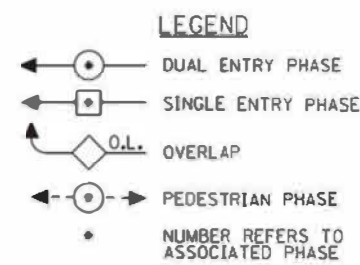 LEGEND
DUAL ENTRY PHASE
SINGLE ENTRY PHASE
O.L.
OVERLAP
PEDESTRIAN PHASE
NUMBER REFERS TO
ASSOCIATED PHASE